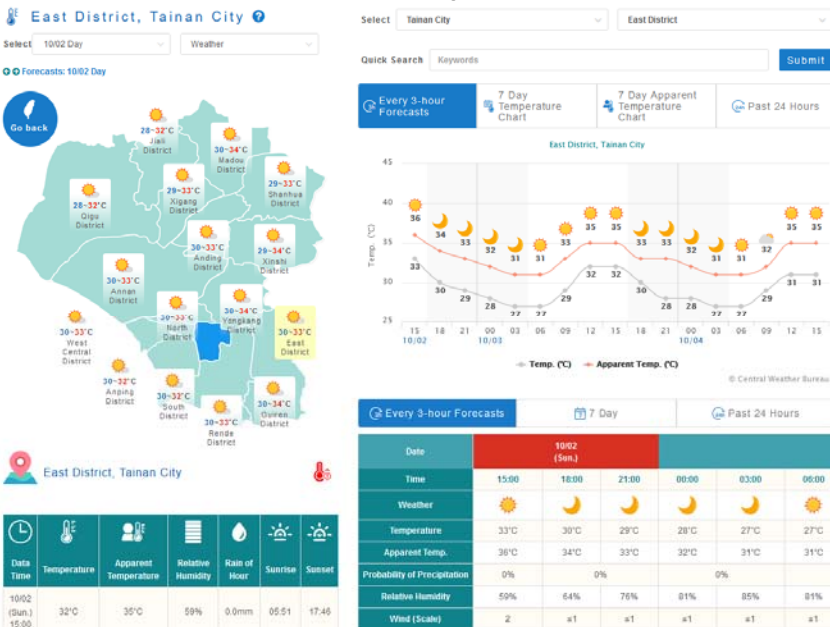 East District, Tainan City
Select 10/02 Day Weather
Forecasts: 10/02 Day
Go back
28~32°C
Jiali
District
30~34°C
Madou
District
29~33°C
Xigang
District
29~33°C
Shanhua
District
28~32°C
Qigu
District
30~33°C
Anding
District
29~34°C
Xinshi
District
30~33°C
Annan
District
30~33°C
North
District
30~34°C
Yongkang
District
30~33°C
West
Central
District
30~33°C
East
District
30~32°C
Anping
District
30~32°C
South
District
30~33°C
Rende
District
30~34°C
Guiren
District
East District, Tainan City
Data Time Temperature Apparent Temperature Relative Humidity Rain of Hour Sunrise Sunset
10/02 (Sun.) 15:00 32°C 35°C 59% 0.0mm 05:51 17:46
Select Tainan City East District
Quick Search Keywords Submit
Every 3-hour Forecasts
7 Day Temperature Chart
7 Day Apparent Temperature Chart
Past 24 Hours
East District, Tainan City
Temp. (°C)
45
40
35
30
25
36 34 33 32 31 31 33 35 35 33 33 32 31 31 32 35 35
33 30 29 28 27 27 29 32 32 30 28 28 27 27 29 31 31
15 18 21 00 03 06 09 12 15 18 21 00 03 06 09 12 15
10/02 10/03 10/04
Temp. (°C) Apparent Temp. (°C)
© Central Weather Bureau
Every 3-hour Forecasts 7 7 Day Past 24 Hours
Date 10/02 (Sun.)
Time 15:00 18:00 21:00 00:00 03:00 06:00
Weather
Temperature 33°C 30°C 29°C 28°C 27°C 27°C
Apparent Temp. 36°C 34°C 33°C 32°C 31°C 31°C
Probability of Precipitation 0% 0% 0%
Relative Humidity 59% 64% 76% 81% 85% 81%
Wind (Scale) 2 ≤1 ≤1 ≤1 ≤1 ≤1